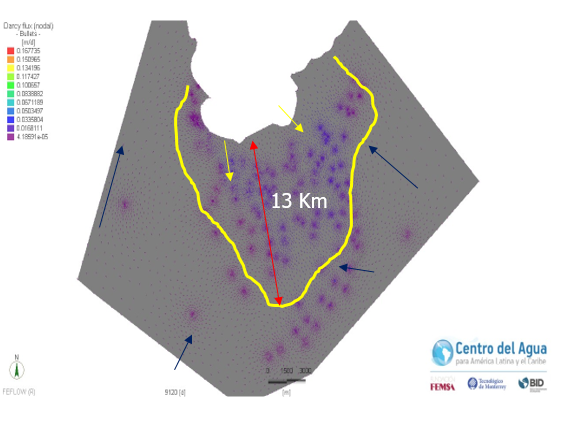 Darcy flux (nodal)
- Bullets -
[m/d]
0.167735
0.150965
0.134196
0.117427
0.100657
0.0838882
0.0671189
0.0503497
0.0335804
0.0168111
4.18591e-05
13 Km
N
FEFLOW (R)
9120 [d]
0 1500 3000
[m]
Centro del Agua
para América Latina y el Caribe
FEMSA
Tecnológico
de Monterrey
BID